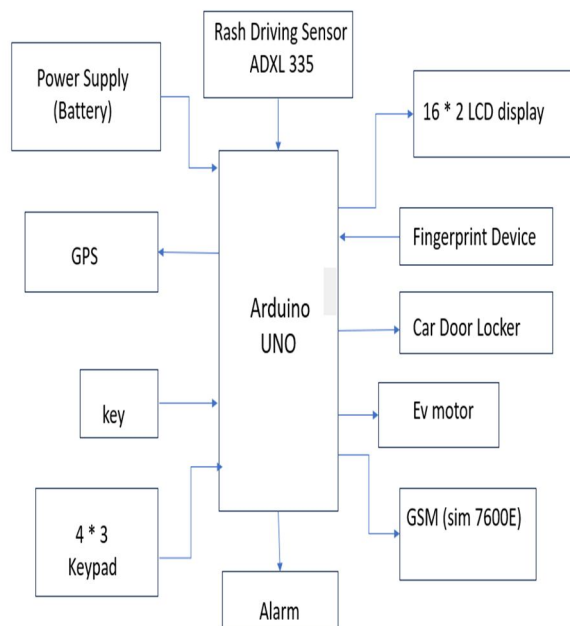 Rash Driving Sensor
ADXL 335
Power Supply
(Battery)
16 * 2 LCD display
GPS
Fingerprint Device
Arduino
UNO
Car Door Locker
key
Ev motor
4 * 3
Keypad
GSM (sim 7600E)
Alarm